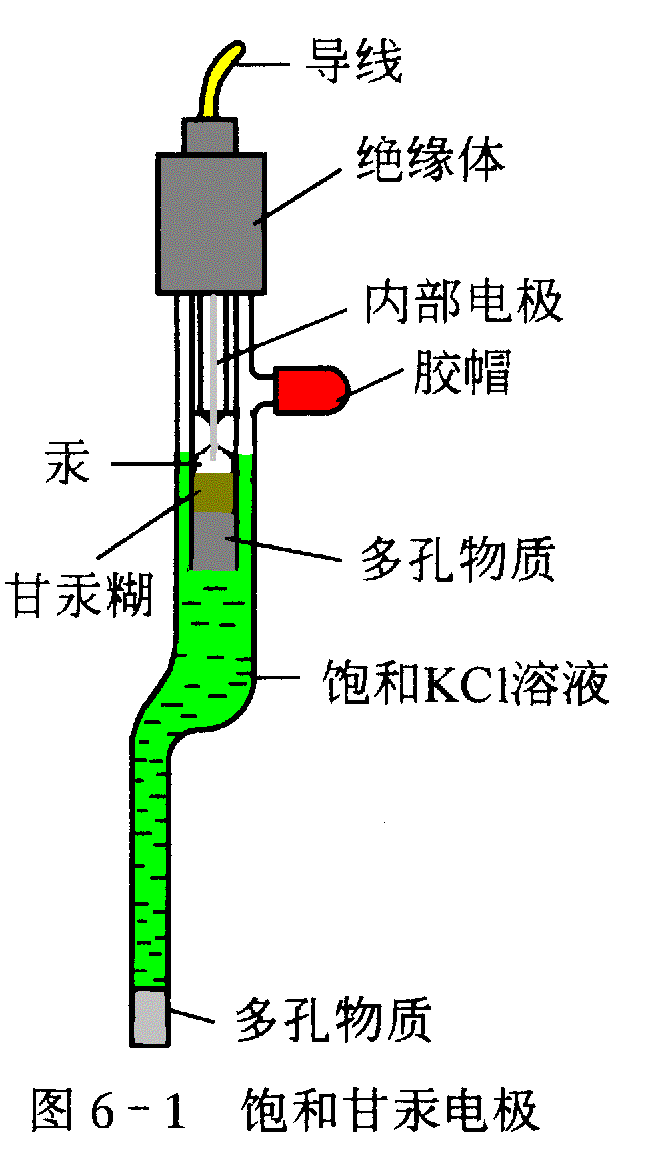 导线
绝缘体
内部电极
胶帽
汞
多孔物质
甘汞糊
饱和KCl溶液
多孔物质
图 6-1 饱和甘汞电极